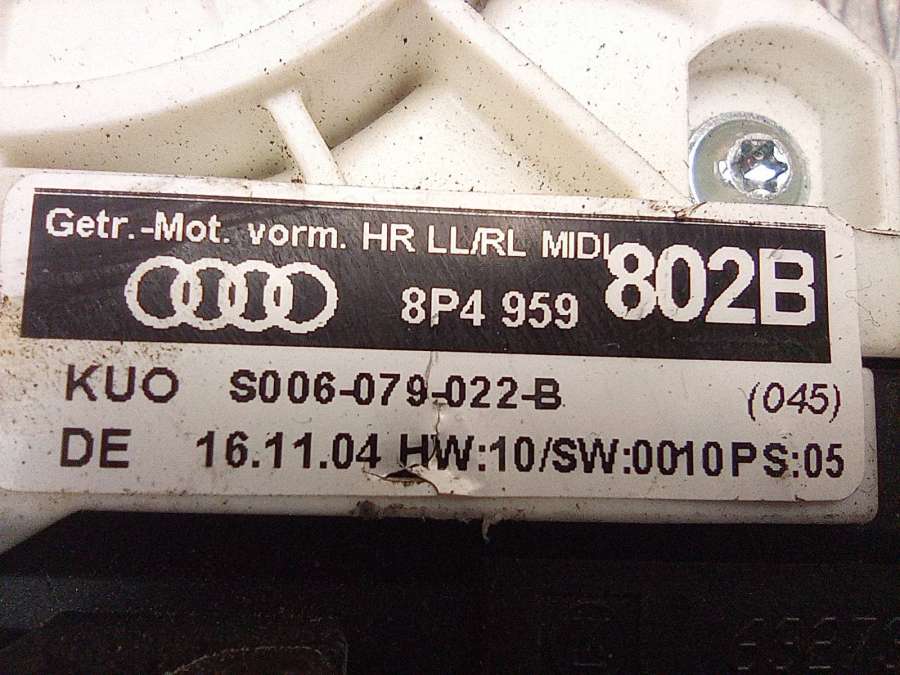 Getr.-Mot. vorm. HR LL/RL MIDI
8P4 959 802B
KUO S006-079-022-B (045)
DE 16.11.04 HW:10/SW:0010PS:05